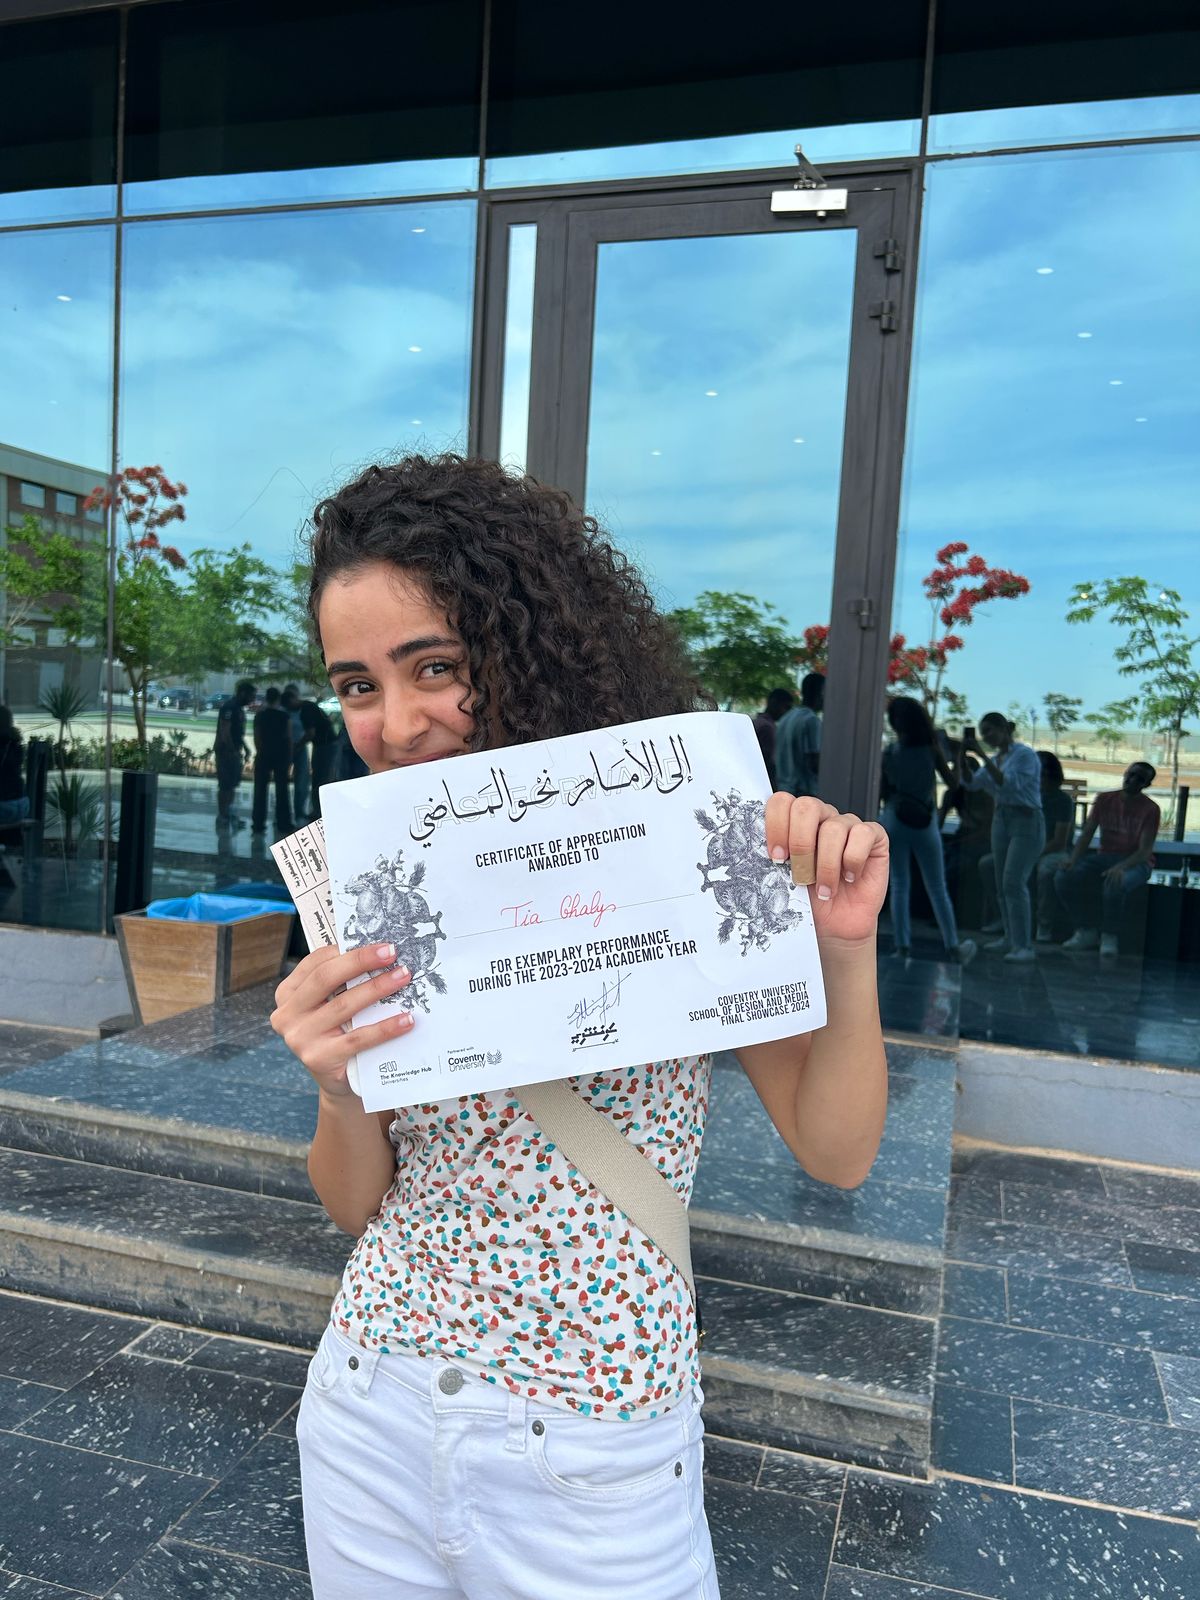 إلى الأمام نحو الماضي
PAST FORWARD
CERTIFICATE OF APPRECIATION
AWARDED TO
Tia Ghaly
FOR EXEMPLARY PERFORMANCE
DURING THE 2023-2024 ACADEMIC YEAR
COVENTRY UNIVERSITY
SCHOOL OF DESIGN AND MEDIA
FINAL SHOWCASE 2024
The Knowledge Hub
Universities
Partnered with
Coventry
University